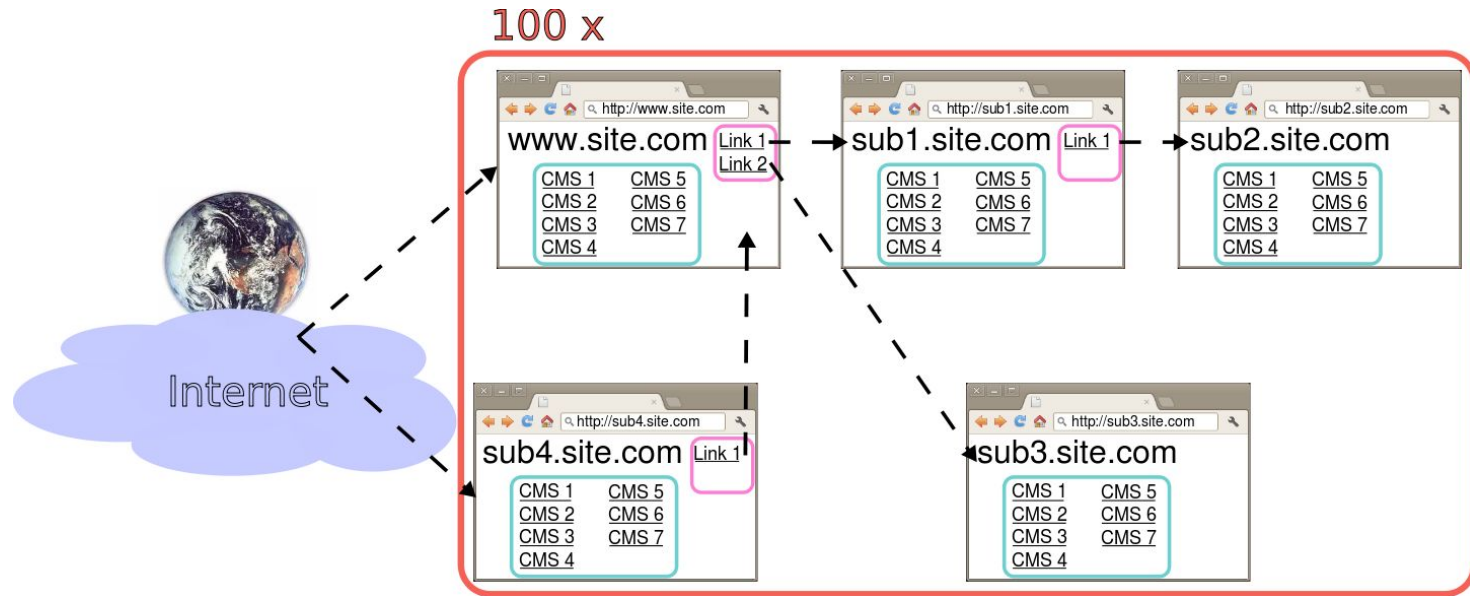 100 x
http://www.site.com
www.site.com
Link 1
Link 2
CMS 1
CMS 2
CMS 3
CMS 4
CMS 5
CMS 6
CMS 7
http://sub1.site.com
sub1.site.com
Link 1
CMS 1
CMS 2
CMS 3
CMS 4
CMS 5
CMS 6
CMS 7
http://sub2.site.com
sub2.site.com
CMS 1
CMS 2
CMS 3
CMS 4
CMS 5
CMS 6
CMS 7
Internet
http://sub4.site.com
sub4.site.com
Link 1
CMS 1
CMS 2
CMS 3
CMS 4
CMS 5
CMS 6
CMS 7
http://sub3.site.com
sub3.site.com
CMS 1
CMS 2
CMS 3
CMS 4
CMS 5
CMS 6
CMS 7